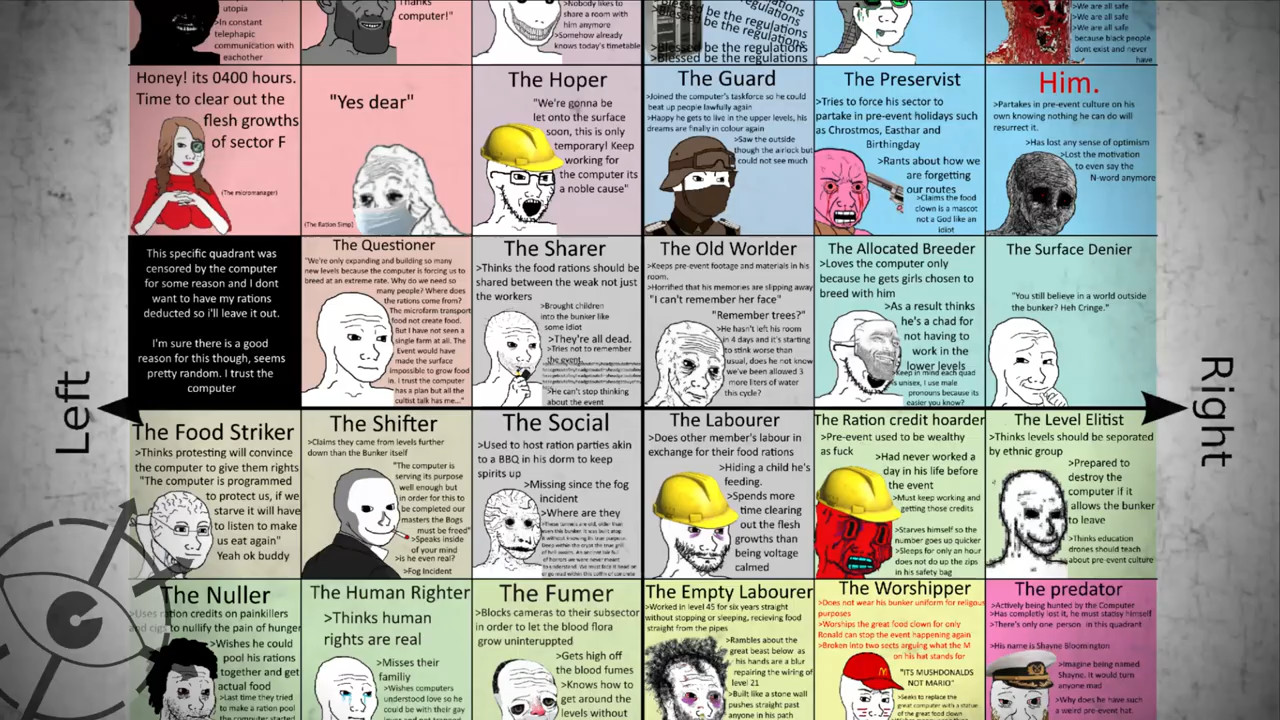 utopia
>In constant
telephapic
communication with
eachother
Thanks
computer!"
>Nobody likes to
share a room with
him anymore
>Somehow already
knows today's timetable
be the regulations
>Blessed be the regulations
>Blessed be the regulations
>We are all safe
>We are all safe
>We are all safe
because black people
dont exist and never
have
Honey! its 0400 hours.
Time to clear out the
flesh growths
of sector F
(The micromanager)
"Yes dear"
(The Ration Simp)
The Hoper
"We're gonna be
let onto the surface
soon, this is only
temporary! Keep
working for
the computer its
a noble cause"
The Guard
>Joined the computer's taskforce so he could
beat up people lawfully again
>Happy he gets to live in the upper levels, his
dreams are finally in colour again
>Saw the outside
though the airlock but
could not see much
The Preservist
>Tries to force his sector to
partake in pre-event holidays such
as Chrostmos, Easthar and
Birthingday
>Rants about how we
are forgetting
our routes
>Claims the food
clown is a mascot
not a God like an
idiot
Him.
>Partakes in pre-event culture on his
own knowing nothing he can do will
resurrect it.
>Has lost any sense of optimism
>Lost the motivation
to even say the
N-word anymore
This specific quadrant was
censored by the computer
for some reason and I dont
want to have my rations
deducted so i'll leave it out.
I'm sure there is a good
reason for this though, seems
pretty random. I trust the
computer
The Questioner
"We're only expanding and building so many
new levels because the computer is forcing us to
breed at an extreme rate. Why do we need so
many people? Where does
the rations come from?
The microfarm transport
food not create food.
But I have not seen a
single farm at all. The
Event would have
made the surface
impossible to grow food
in. I trust the computer
has a plan but all the
cultist talk has me..."
The Sharer
>Thinks the food rations should be
shared between the weak not just
the workers
>Brought children
into the bunker like
some idiot
>They're all dead.
>Tries not to remember
the event.
>He can't stop thinking
about the event
The Old Worlder
>Keeps pre-event footage and materials in his
room.
>Horrified that his memories are slipping away
"I can't remember her face"
"Remember trees?"
>He hasn't left his room
in 4 days and it's starting
to stink worse than
usual, does he not know
we've been allowed 3
more liters of water
this cycle?
The Allocated Breeder
>Loves the computer only
because he gets girls chosen to
breed with him
>As a result thinks
he's a chad for
not having to
work in the
lower levels
>Keep in mind each quad
is unisex, I use male
pronouns because its
easier you know?
The Surface Denier
"You still believe in a world outside
the bunker? Heh Cringe."
Left
Right
The Food Striker
>Thinks protesting will convince
the computer to give them rights
"The computer is programmed
to protect us, if we
starve it will have
to listen to make
us eat again"
Yeah ok buddy
The Shifter
>Claims they came from levels further
down than the Bunker itself
"The computer is
serving its purpose
well enough but
in order for this to
be completed our
masters the Bogs
must be freed"
>Speaks inside
of your mind
>is he even real?
>Fog Incident
The Social
>Used to host ration parties akin
to a BBQ in his dorm to keep
spirits up
>Missing since the fog
incident
>Where are they
The Labourer
>Does other member's labour in
exchange for their food rations
>Hiding a child he's
feeding.
>Spends more
time clearing
out the flesh
growths than
being voltage
calmed
The Ration credit hoarder
>Pre-event used to be wealthy
as fuck
>Had never worked a
day in his life before
the event
>Must keep working and
getting those credits
>Starves himself so the
number goes up quicker
>Sleeps for only an hour
does not do up the zips
in his safety bag
The Level Elitist
>Thinks levels should be separated
by ethnic group
>Prepared to
destroy the
computer if it
allows the bunker
to leave
>Thinks education
drones should teach
about pre-event culture
The Nuller
>Uses ration credits on painkillers
and cigs to nullify the pain of hunger
>Wishes he could
pool his rations
together and get
actual food
>Last time they tried
to make a ration pool
the computer started
The Human Righter
>Thinks human
rights are real
>Misses their
familiy
>Wishes computers
understood love so he
could be with their gay
The Fumer
>Blocks cameras to their subsector
in order to let the blood flora
grow uninteruppted
>Gets high off
the blood fumes
>Knows how to
get around the
levels without
The Empty Labourer
>Worked in level 45 for six years straight
without stopping or sleeping, recieving food
straight from the pipes
>Rambles about the
great beast below as
his hands are a blur
repairing the wiring of
level 21
>Built like a stone wall
pushes straight past
anyone in his path
The Worshipper
>Does not wear his bunker uniform for religous
purposes
>Worships the great food clown for only
Ronald can stop the event happening again
>Broken into two sects arguing what the M
on his hat stands for
"ITS MUSHDONALDS
NOT MARIO"
>Seeks to replace the
great computer with a statue
of the great food clown
The predator
>Actively being hunted by the Computer
>Has completly lost it, he must statisy himself
>There's only one person in this quadrant
>His name is Shayne Bloomington
>Imagine being named
Shayne. It would turn
anyone mad
>Why does he have such
a weird pre-event hat.